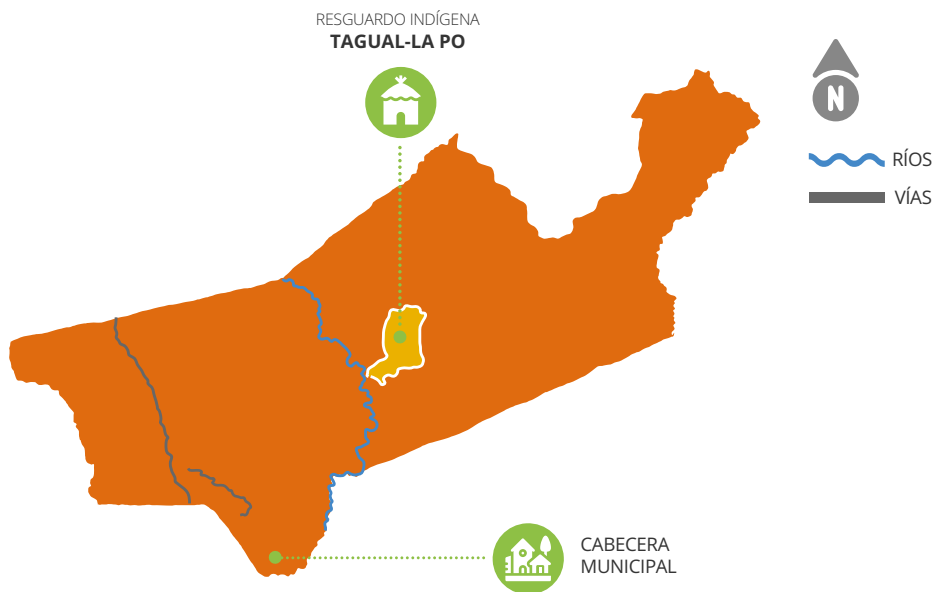 RESGUARDO INDÍGENA
TAGUAL-LA PO
N
RÍOS
VÍAS
CABECERA
MUNICIPAL